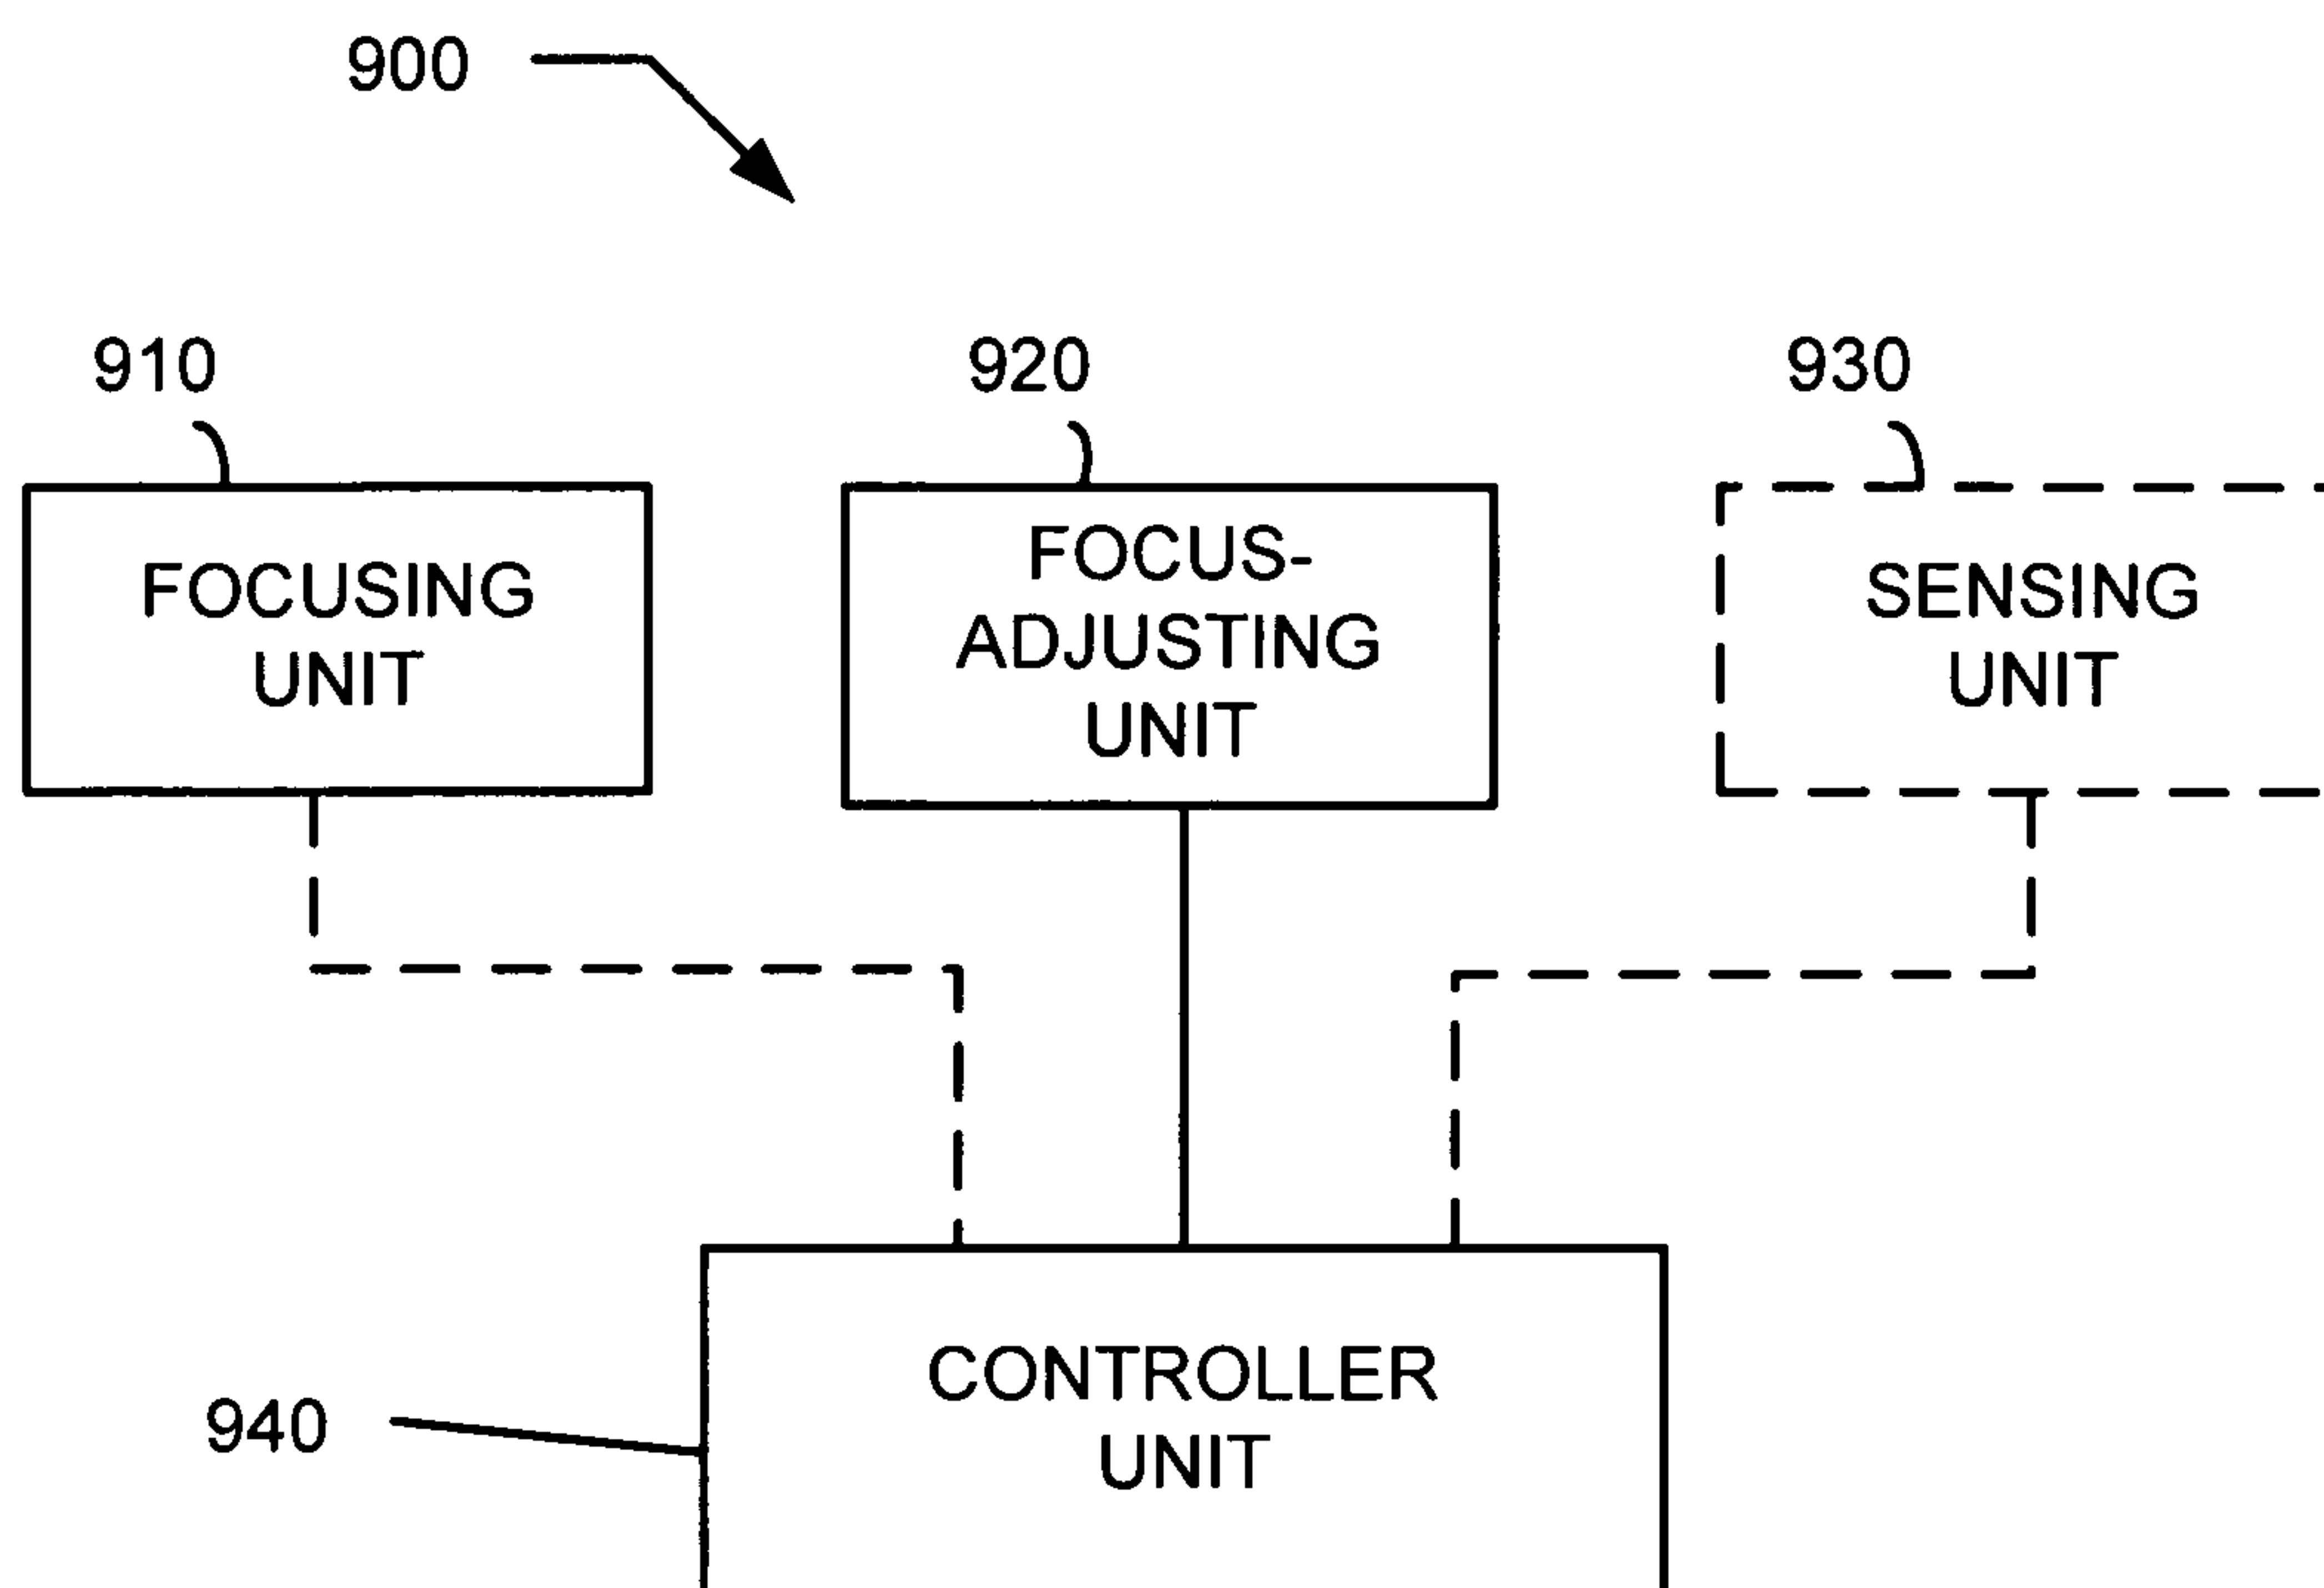 900
910
920
930
FOCUSING
UNIT
FOCUS-
ADJUSTING
UNIT
SENSING
UNIT
CONTROLLER
UNIT
940